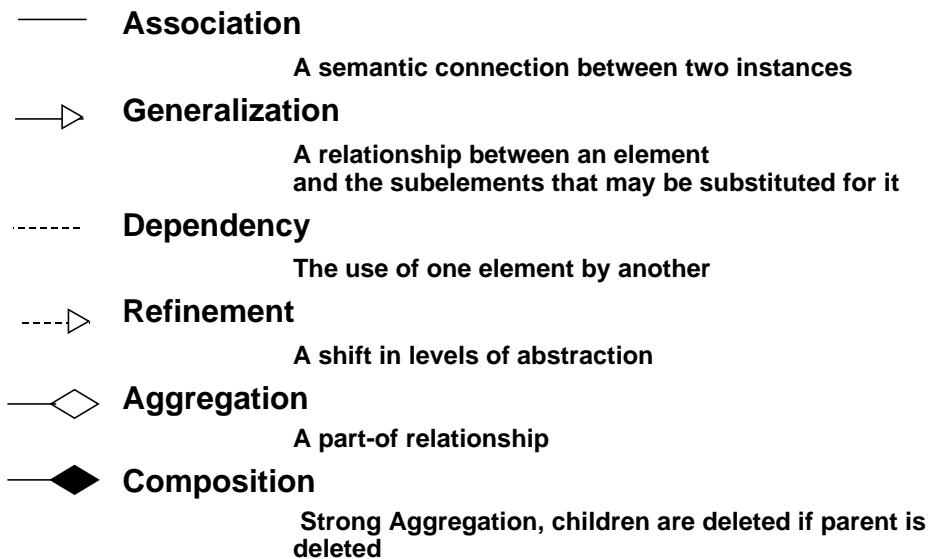 Association
A semantic connection between two instances
Generalization
A relationship between an element
and the subelements that may be substituted for it
Dependency
The use of one element by another
Refinement
A shift in levels of abstraction
Aggregation
A part-of relationship
Composition
Strong Aggregation, children are deleted if parent is
deleted